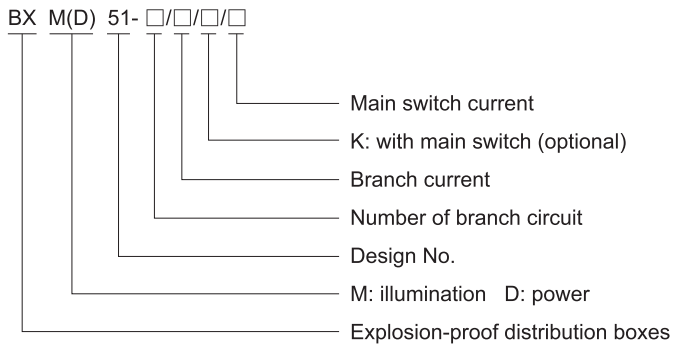 BX M(D) 51- □/□/□/□
Main switch current
K: with main switch (optional)
Branch current
Number of branch circuit
Design No.
M: illumination D: power
Explosion-proof distribution boxes